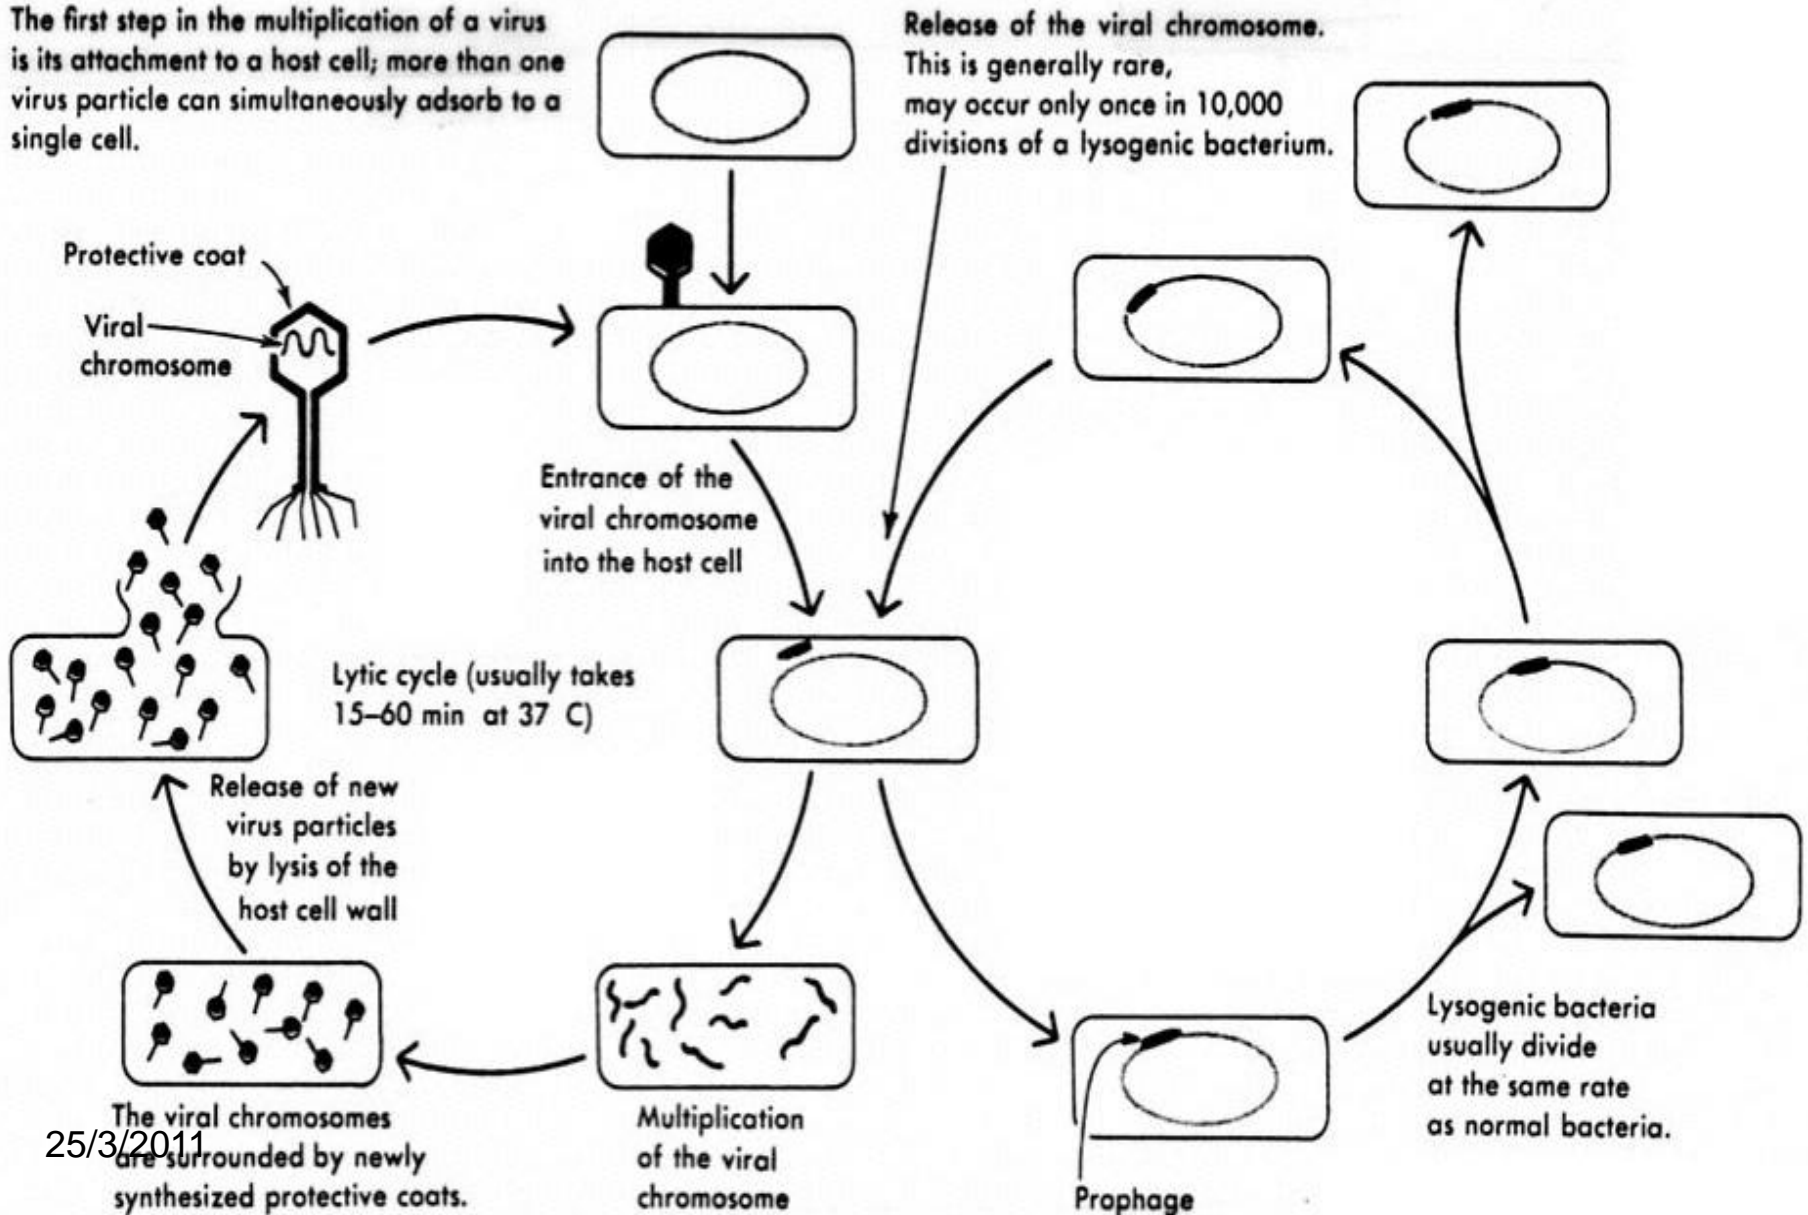 The first step in the multiplication of a virus
is its attachment to a host cell; more than one
virus particle can simultaneously adsorb to a
single cell.
Release of the viral chromosome.
This is generally rare,
may occur only once in 10,000
divisions of a lysogenic bacterium.
Protective coat
Viral
chromosome
Entrance of the
viral chromosome
into the host cell
Lytic cycle (usually takes
15–60 min at 37 C)
Release of new
virus particles
by lysis of the
host cell wall
Lysogenic bacteria
usually divide
at the same rate
as normal bacteria.
The viral chromosomes
are surrounded by newly
synthesized protective coats.
25/3/2011
Multiplication
of the viral
chromosome
Prophage